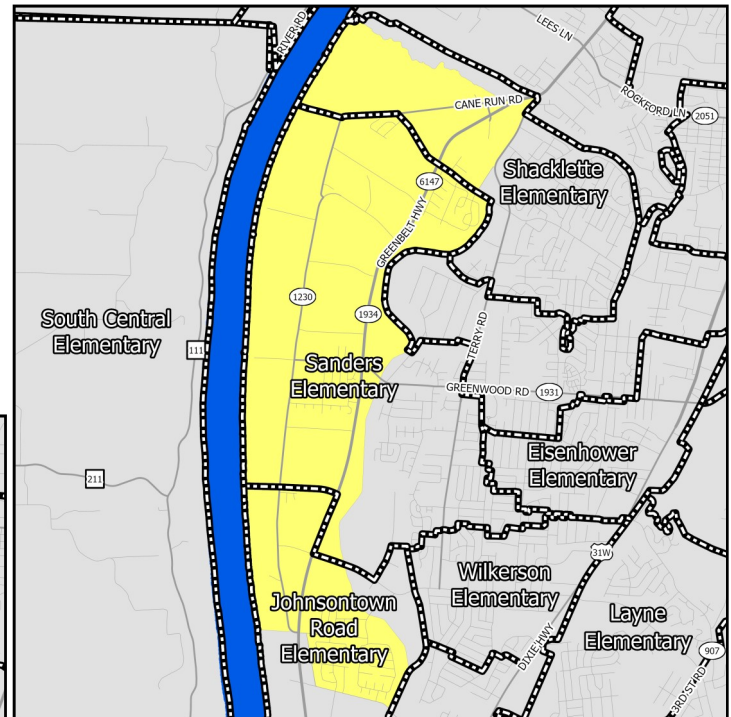 RIVER RD
LEES LN
CANE RUN RD
ROCKFORD LN
2051
Shacklette
Elementary
6147
GREENBELT HWY
1230
1934
South Central
Elementary
111
TERRY RD
Sanders
Elementary
GREENWOOD RD
1931
Eisenhower
Elementary
211
31W
Wilkerson
Elementary
Johnsontown
Road
Elementary
Layne
Elementary
DIXIE HWY
907
3RD ST RD